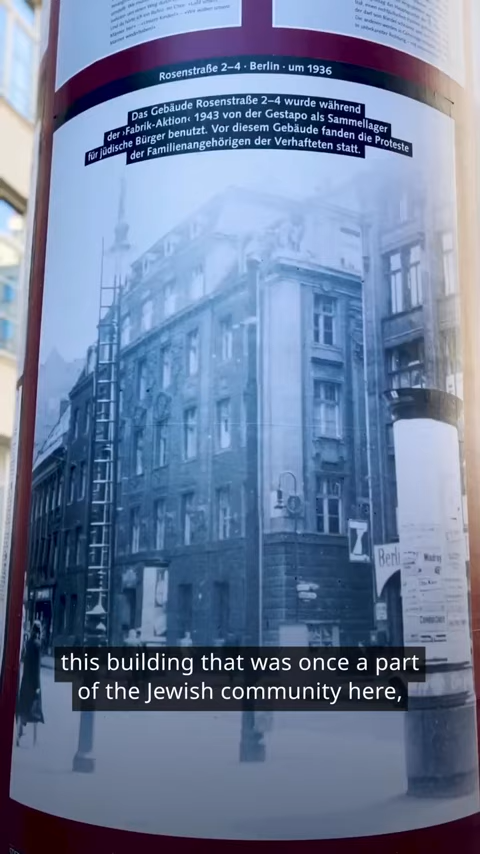 Rosenstraße 2–4 · Berlin · um 1936
Das Gebäude Rosenstraße 2–4 wurde während
der ›Fabrik-Aktion‹ 1943 von der Gestapo als Sammellager
für jüdische Bürger benutzt. Vor diesem Gebäude fanden die Proteste
der Familienangehörigen der Verhafteten statt.
Berli
this building that was once a part
of the Jewish community here,